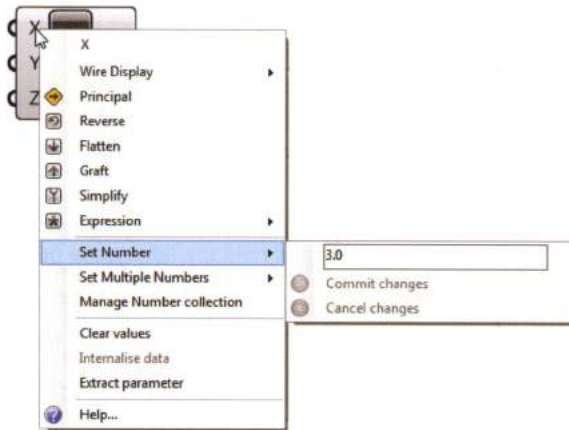 X
Y
Z
X
Wire Display
Principal
Reverse
Flatten
Graft
Simplify
Expression
Set Number
3.0
Commit changes
Cancel changes
Set Multiple Numbers
Manage Number collection
Clear values
Internalise data
Extract parameter
Help...